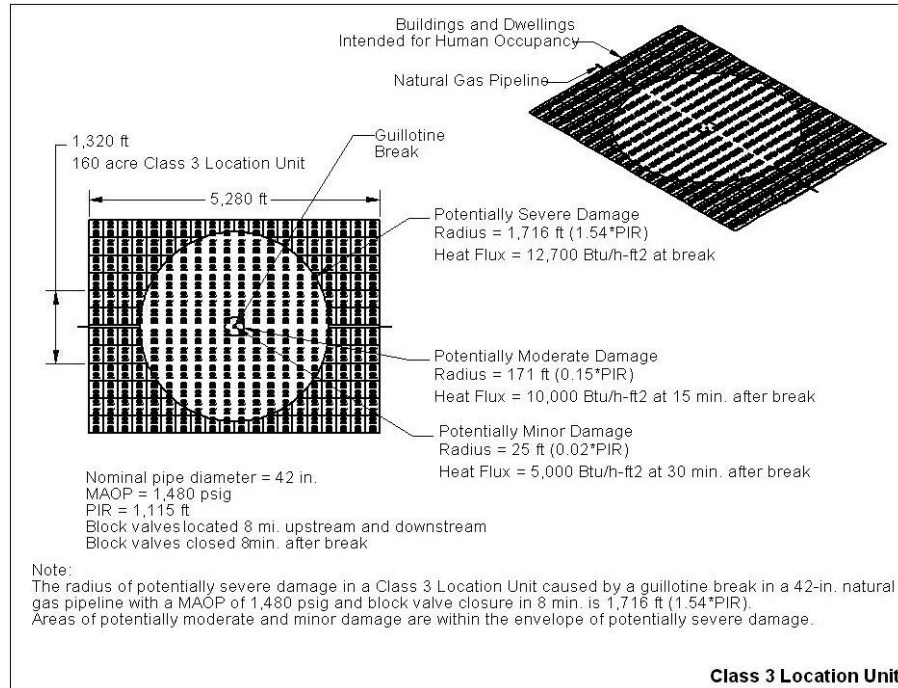 Buildings and Dwellings
Intended for Human Occupancy
Natural Gas Pipeline
Guillotine
Break
1,320 ft
160 acre Class 3 Location Unit
5,280 ft
Potentially Severe Damage
Radius = 1,716 ft (1.54*PIR)
Heat Flux = 12,700 Btu/h-ft2 at break
Potentially Moderate Damage
Radius = 171 ft (0.15*PIR)
Heat Flux = 10,000 Btu/h-ft2 at 15 min. after break
Potentially Minor Damage
Radius = 25 ft (0.02*PIR)
Heat Flux = 5,000 Btu/h-ft2 at 30 min. after break
Nominal pipe diameter = 42 in.
MAOP = 1,480 psig
PIR = 1,115 ft
Block valves located 8 mi. upstream and downstream
Block valves closed 8min. after break
Note:
The radius of potentially severe damage in a Class 3 Location Unit caused by a guillotine break in a 42-in. natural
gas pipeline with a MAOP of 1,480 psig and block valve closure in 8 min. is 1,716 ft (1.54*PIR).
Areas of potentially moderate and minor damage are within the envelope of potentially severe damage.
Class 3 Location Unit